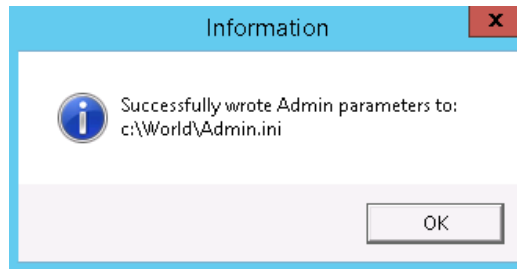 Information
x
Successfully wrote Admin parameters to:
c:\World\Admin.ini
OK